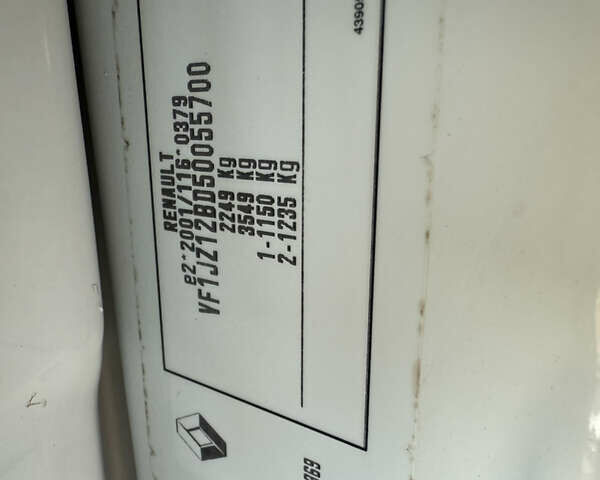 RENAULT
e2*2001/116*0379
VF1JZ12BD50055700
2249 Kg
3549 Kg
1-1150 Kg
2-1235 Kg